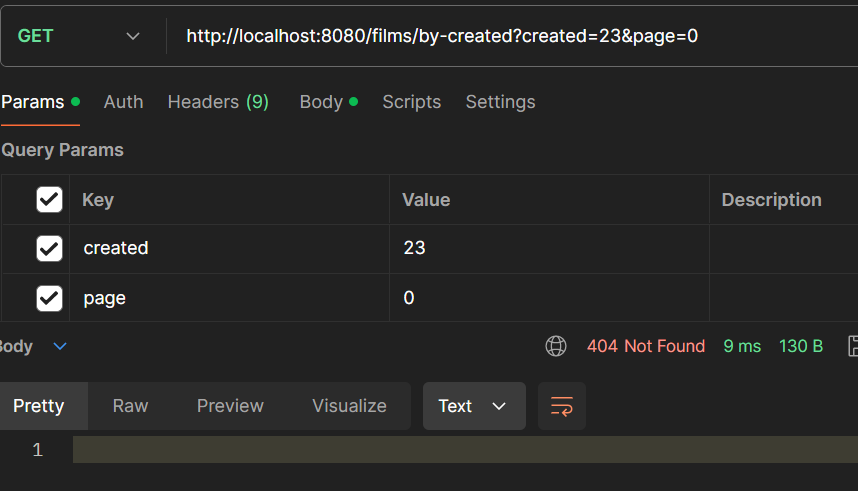 GET http://localhost:8080/films/by-created?created=23&page=0
Params Auth Headers (9) Body Scripts Settings
Query Params
Key Value Description
created 23
page 0
Body 404 Not Found 9 ms 130 B
Pretty Raw Preview Visualize Text
1